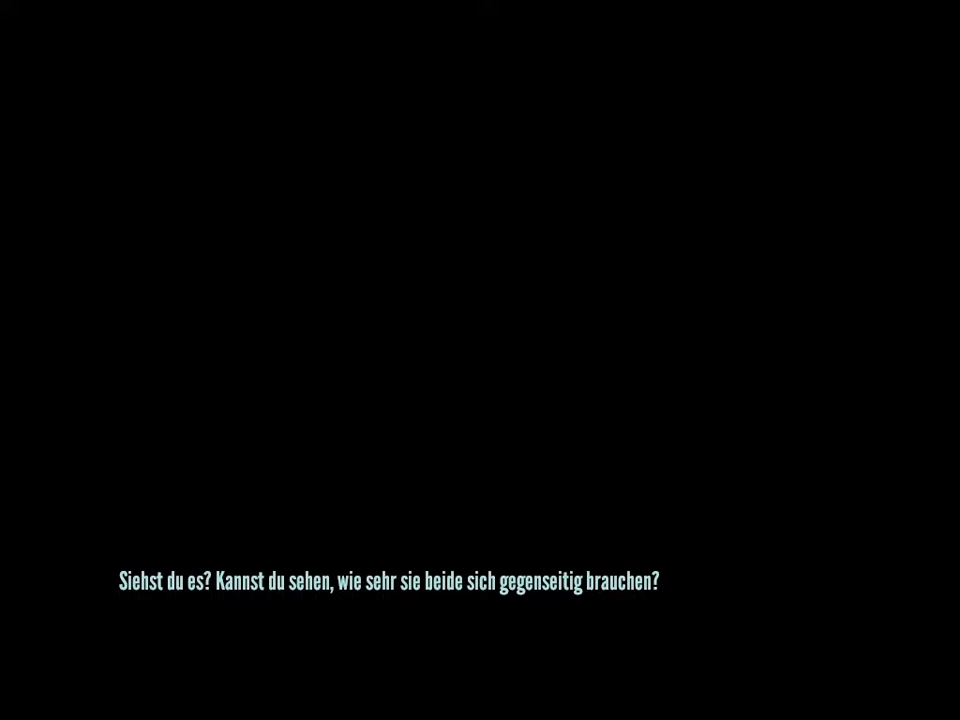 Siehst du es? Kannst du sehen, wie sehr sie beide sich gegenseitig brauchen?